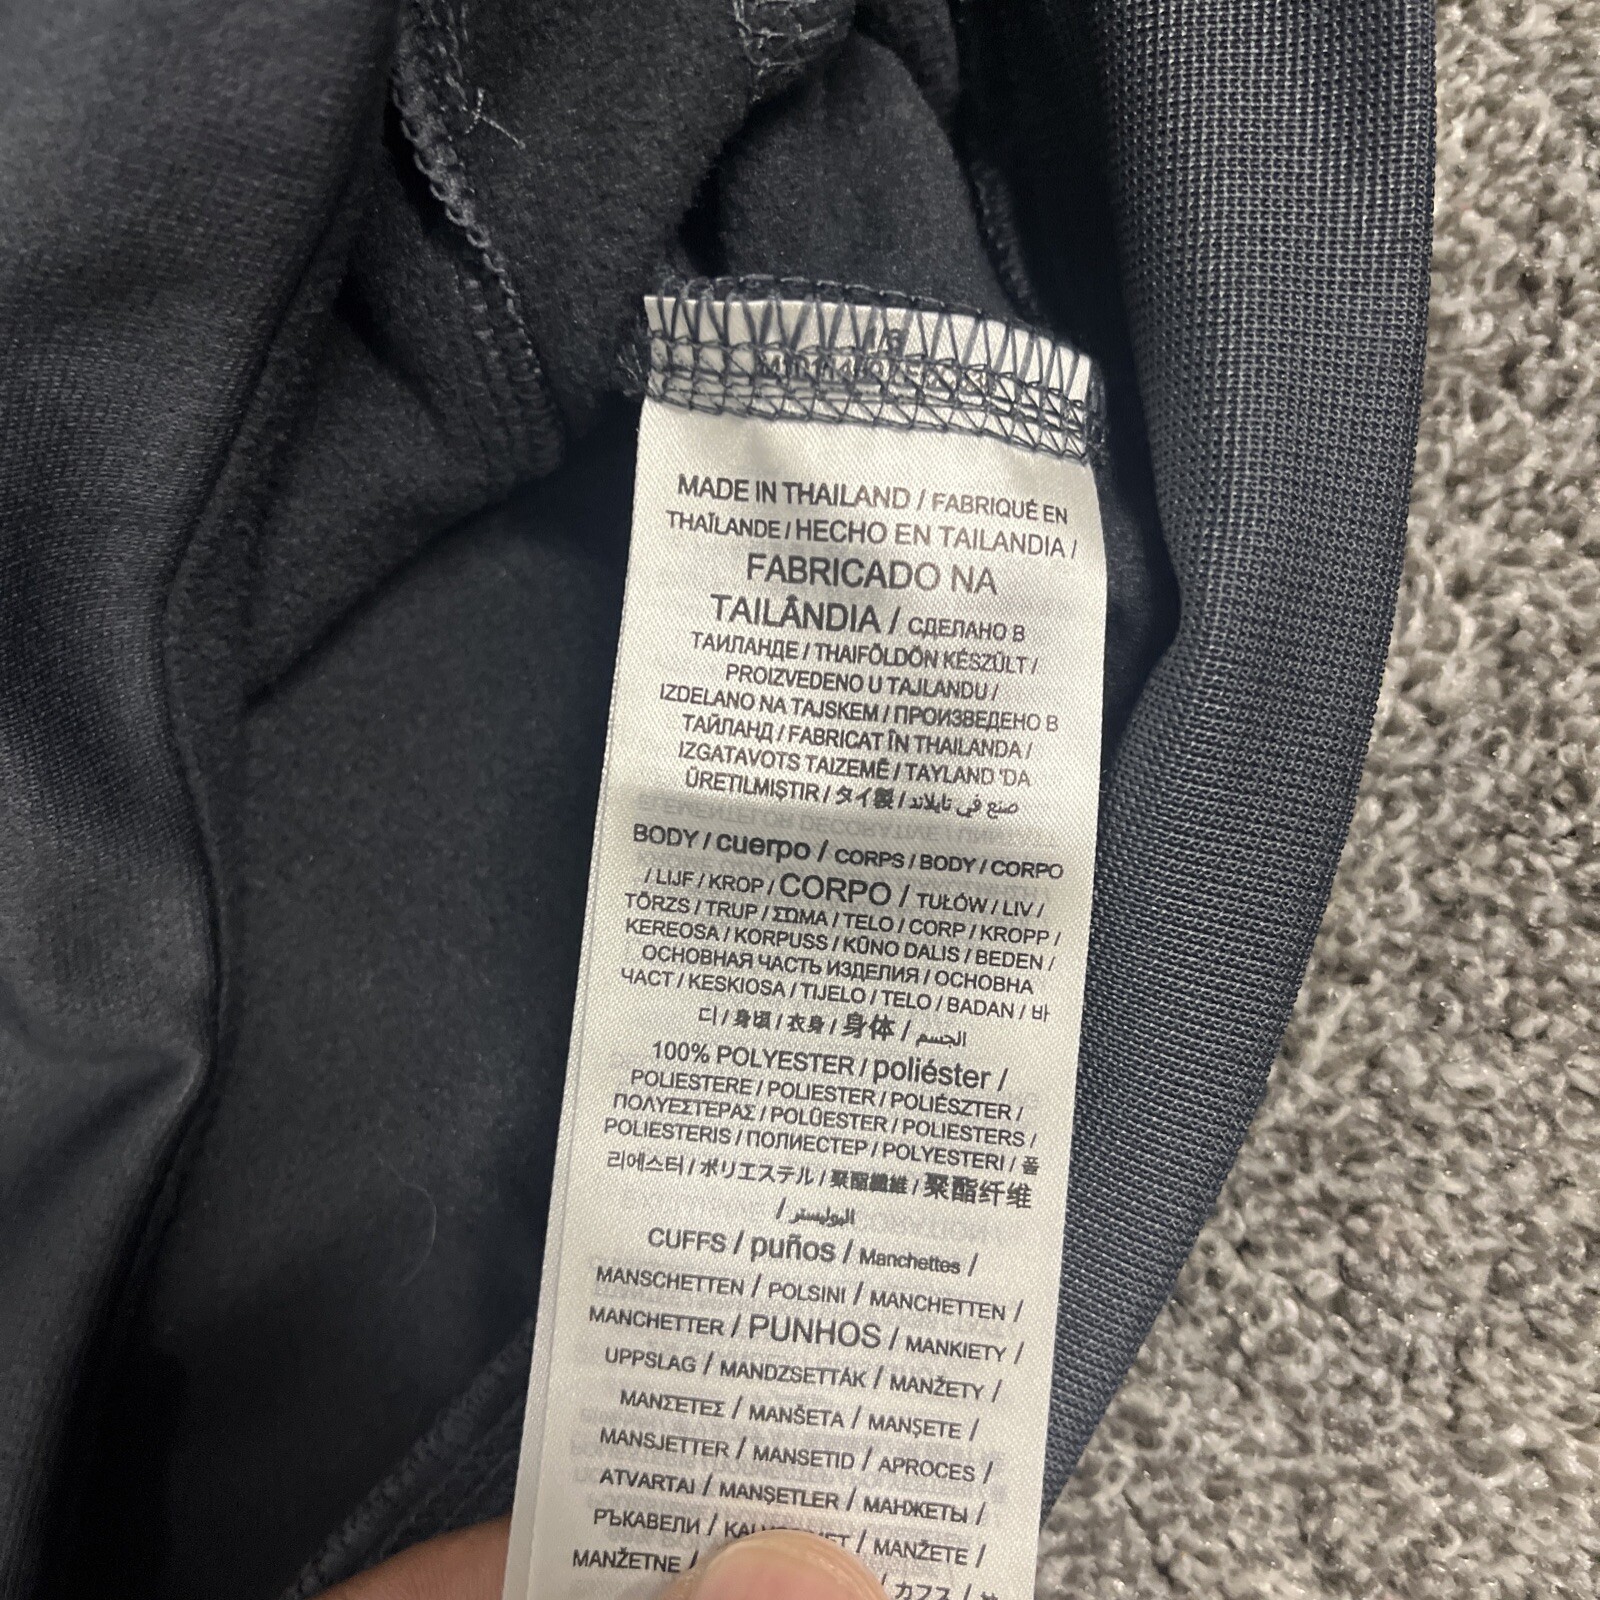 MADE IN THAILAND / FABRIQUÉ EN
THAÏLANDE / HECHO EN TAILANDIA /
FABRICADO NA
TAILÂNDIA / СДЕЛАНО В
ТАИЛАНДЕ / THAIFÖLDÖN KÉSZÜLT /
PROIZVEDENO U TAJLANDU /
IZDELANO NA TAJSKEM / ПРОИЗВЕДЕНО В
ТАЙЛАНД / FABRICAT ÎN THAILANDA /
IZGATAVOTS TAIZEMĒ / TAYLAND 'DA
ÜRETILMIŞTIR / タイ製 / صنع في تايلاند
BODY / cuerpo / CORPS / BODY / CORPO
/ LIJF / KROP / CORPO / TUŁÓW / LIV /
TÖRZS / TRUP / ΣΩΜΑ / TELO / CORP / KROPP /
KEREOSA / KORPUSS / KŪNO DALIS / BEDEN /
ОСНОВНАЯ ЧАСТЬ ИЗДЕЛИЯ / ОСНОВНА
ЧАСТ / KESKIOSA / TIJELO / TELO / BADAN / 바
디 / 身頃 / 衣身 / 身体 / الجسم
100% POLYESTER / poliéster /
POLIESTERE / POLIESTER / POLIÉSZTER /
ΠΟΛΥΕΣΤΕΡΑΣ / POLÜESTER / POLIESTERS /
POLIESTERIS / ПОЛИЕСТЕР / POLYESTERI / 폴
리에스터 / ポリエステル / 聚酯纖維 / 聚酯纤维
/ البوليستر
CUFFS / puños / Manchettes /
MANSCHETTEN / POLSINI / MANCHETTEN /
MANCHETTER / PUNHOS / MANKIETY /
UPPSLAG / MANDZSETTÁK / MANŽETY /
ΜΑΝΣΕΤΕΣ / MANŠETA / MANȘETE /
MANSJETTER / MANSETID / APROCES /
ATVARTAI / MANŞETLER / МАНЖЕТЫ /
РЪКАВЕЛИ / MANŽETE /
MANŽETNE / カフス /